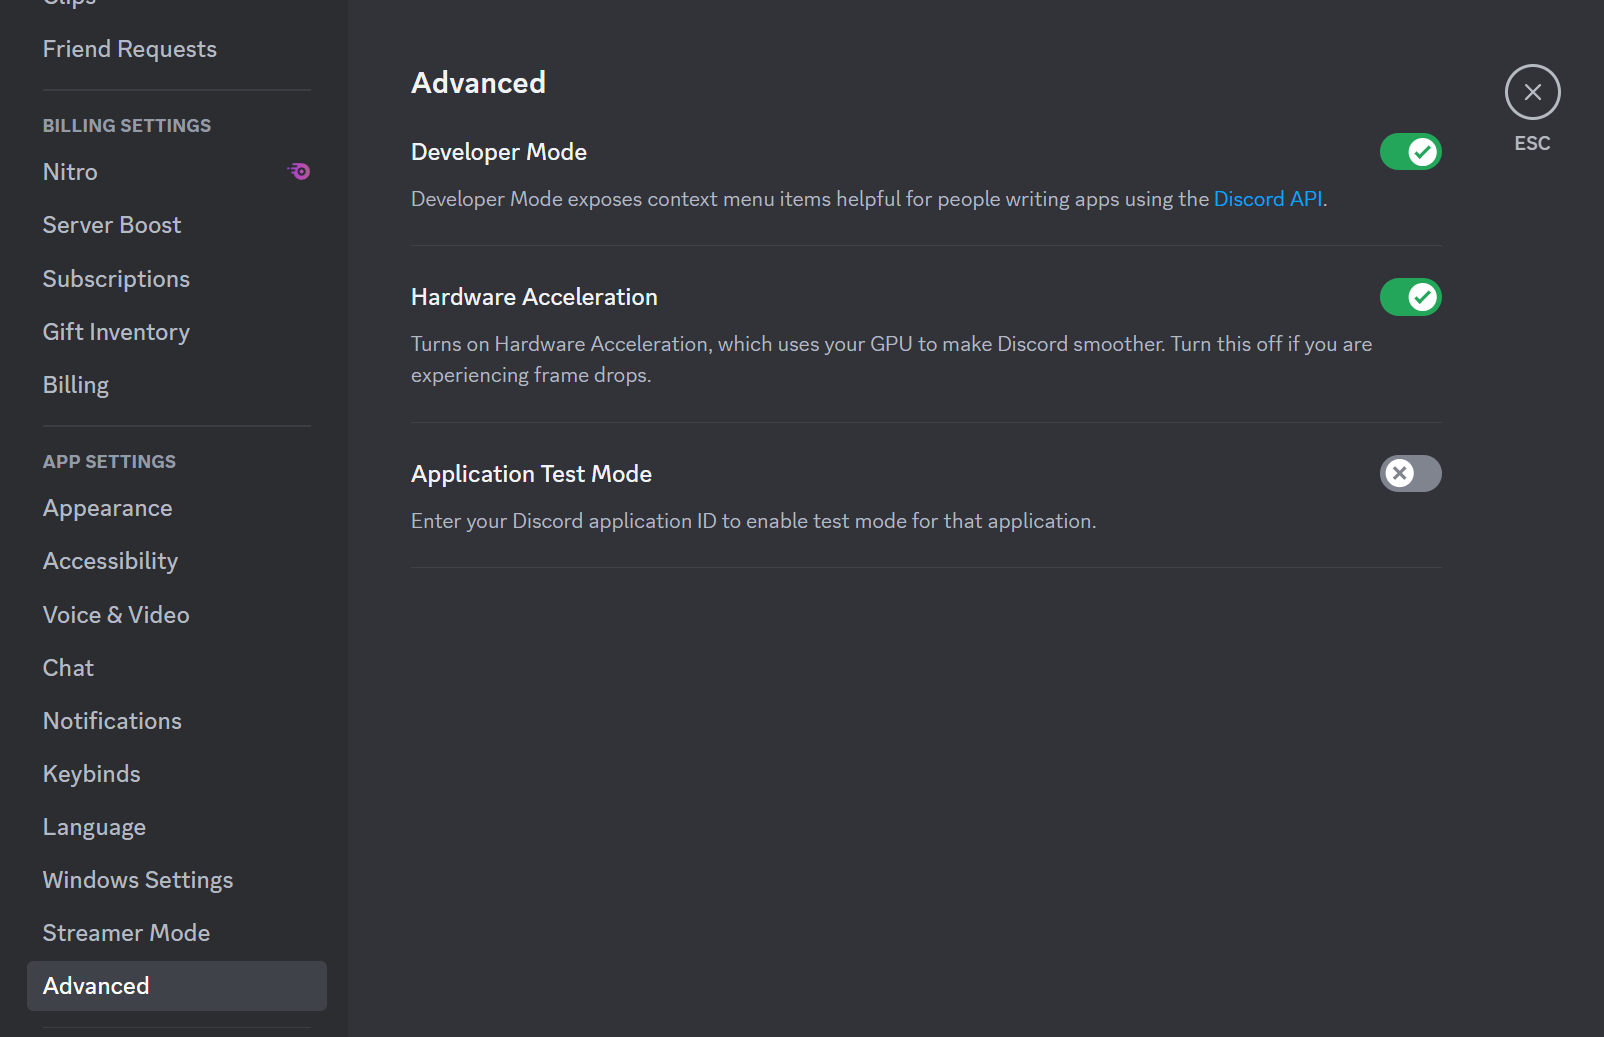 Clips
Friend Requests
BILLING SETTINGS
Nitro
Server Boost
Subscriptions
Gift Inventory
Billing
APP SETTINGS
Appearance
Accessibility
Voice & Video
Chat
Notifications
Keybinds
Language
Windows Settings
Streamer Mode
Advanced
Advanced
Developer Mode
Developer Mode exposes context menu items helpful for people writing apps using the Discord API.
Hardware Acceleration
Turns on Hardware Acceleration, which uses your GPU to make Discord smoother. Turn this off if you are
experiencing frame drops.
Application Test Mode
Enter your Discord application ID to enable test mode for that application.
ESC